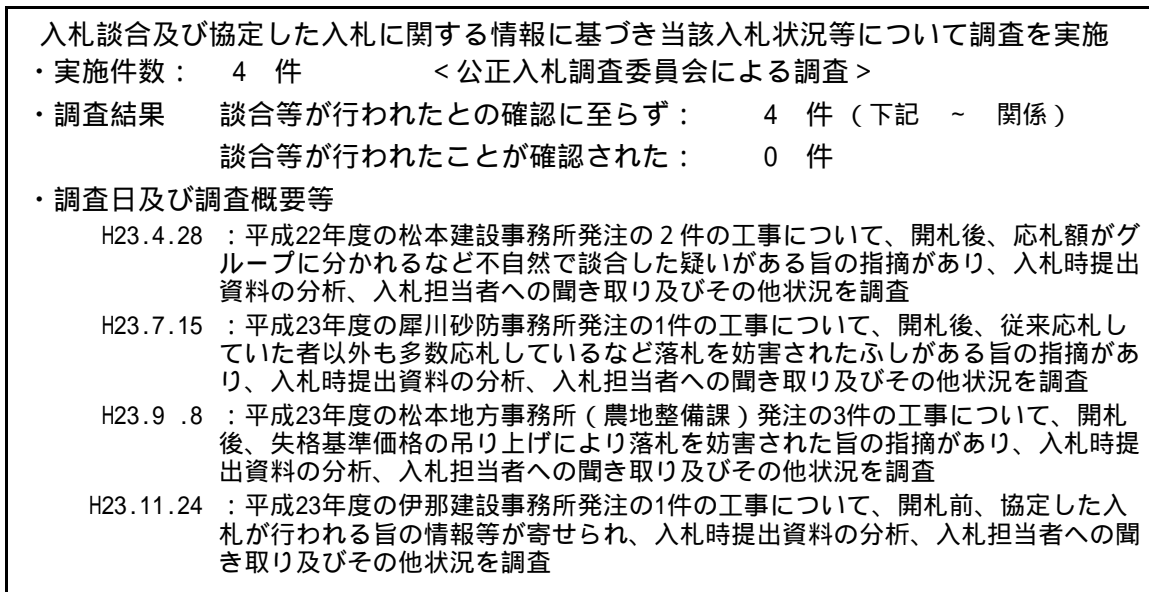 入札談合及び協定した入札に関する情報に基づき当該入札状況等について調査を実施
・実施件数： 4 件 ＜公正入札調査委員会による調査＞
・調査結果 談合等が行われたとの確認に至らず： 4 件（下記 ～ 関係）
談合等が行われたことが確認された： 0 件
・調査日及び調査概要等
H23.4.28 ：平成22年度の松本建設事務所発注の２件の工事について、開札後、応札額がグ
ループに分かれるなど不自然で談合した疑いがある旨の指摘があり、入札時提出
資料の分析、入札担当者への聞き取り及びその他状況を調査
H23.7.15 ：平成23年度の犀川砂防事務所発注の1件の工事について、開札後、従来応札し
ていた者以外も多数応札しているなど落札を妨害されたふしがある旨の指摘があ
り、入札時提出資料の分析、入札担当者への聞き取り及びその他状況を調査
H23.9 .8 ：平成23年度の松本地方事務所（農地整備課）発注の3件の工事について、開札
後、失格基準価格の吊り上げにより落札を妨害された旨の指摘があり、入札時提
出資料の分析、入札担当者への聞き取り及びその他状況を調査
H23.11.24 ：平成23年度の伊那建設事務所発注の1件の工事について、開札前、協定した入
札が行われる旨の情報等が寄せられ、入札時提出資料の分析、入札担当者への聞
き取り及びその他状況を調査